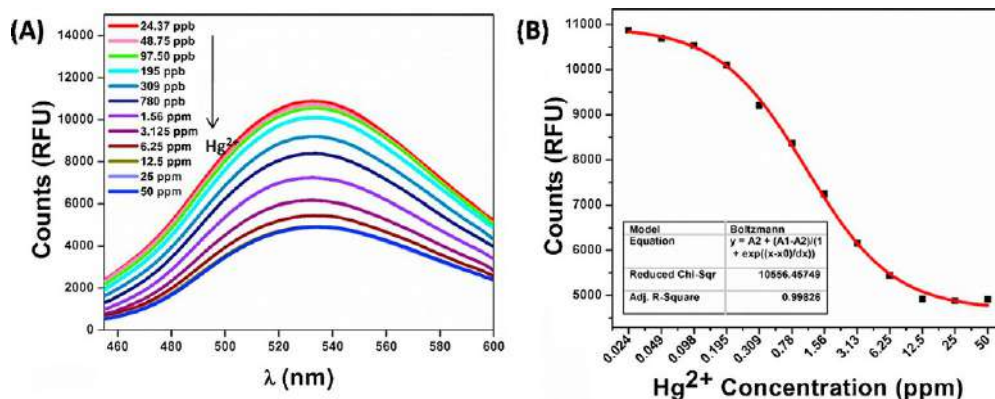 (A)
14000
12000
10000
8000
6000
4000
2000
0
Counts (RFU)
24.37 ppb
48.75 ppb
97.50 ppb
195 ppb
309 ppb
780 ppb
1.56 ppm
3.125 ppm
6.25 ppm
12.5 ppm
25 ppm
50 ppm
Hg2+
460 480 500 520 540 560 580 600
λ (nm)
(B)
11000
10000
9000
8000
7000
6000
5000
Counts (RFU)
Model Boltzmann
Equation y = A2 + (A1-A2)/(1
+ exp((x-x0)/dx))
Reduced Chi-Sqr 10556.45749
Adj. R-Square 0.99826
0.024 0.049 0.098 0.195 0.309 0.78 1.56 3.13 6.25 12.5 25 50
Hg2+ Concentration (ppm)